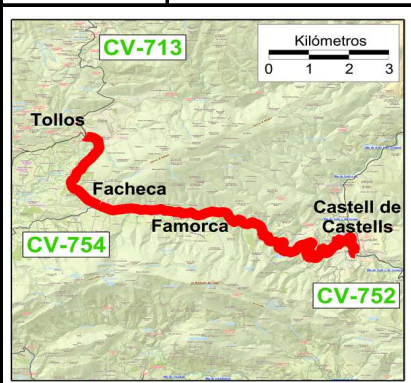 CV-713
Kilómetros
0 1 2 3
Tollos
Facheca
Famorca
Castell de
Castells
CV-754
CV-752